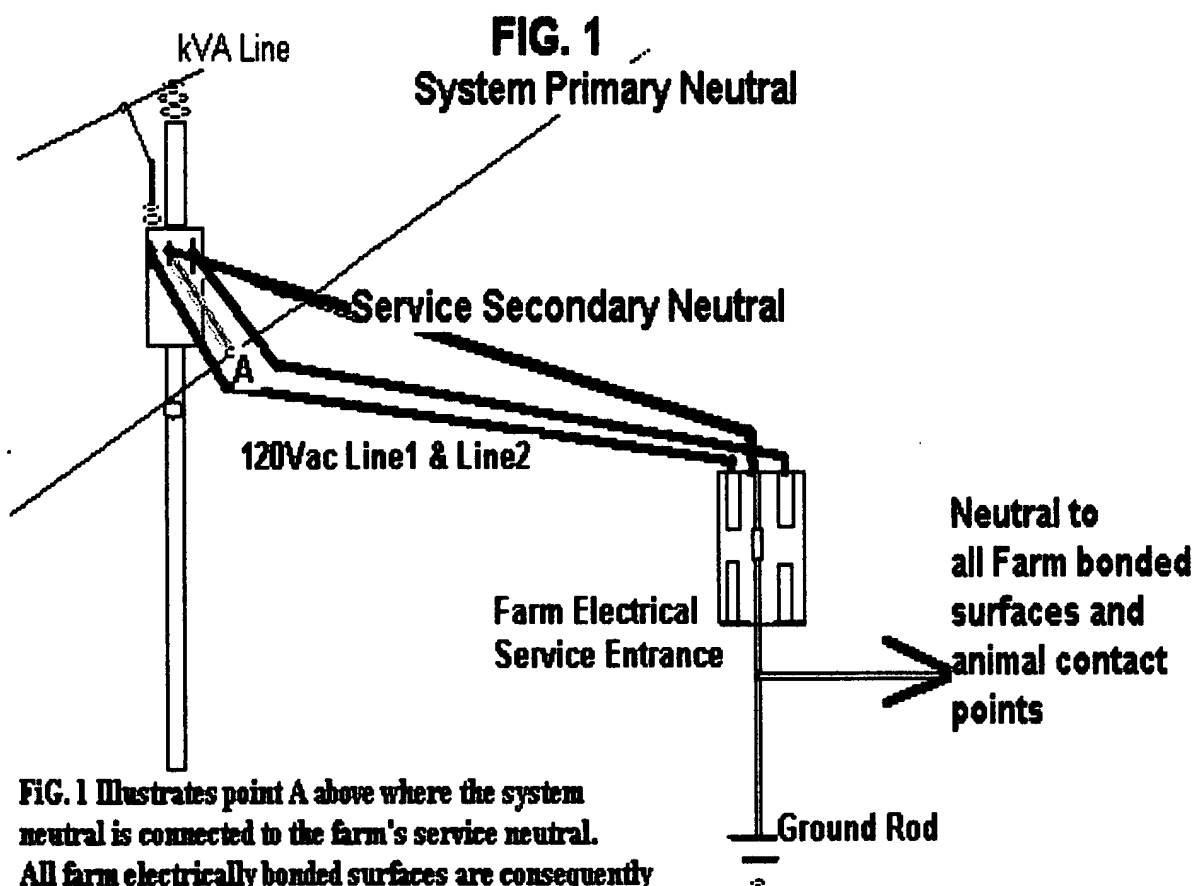 FIG. 1
kVA Line
System Primary Neutral
Service Secondary Neutral
A
120Vac Line1 & Line2
Neutral to
all Farm bonded
surfaces and
animal contact
points
Farm Electrical
Service Entrance
Ground Rod
FiG. 1 Illustrates point A above where the system
neutral is connected to the farm's service neutral.
All farm electrically bonded surfaces are consequently